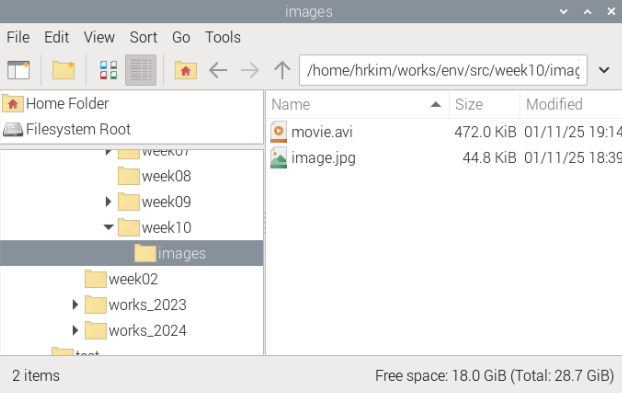 images
File Edit View Sort Go Tools
/home/hrkim/works/env/src/week10/imag
Home Folder
Filesystem Root
week07
week08
week09
week10
images
week02
works_2023
works_2024
test
Name Size Modified
movie.avi 472.0 KiB 01/11/25 19:14
image.jpg 44.8 KiB 01/11/25 18:39
2 items Free space: 18.0 GiB (Total: 28.7 GiB)